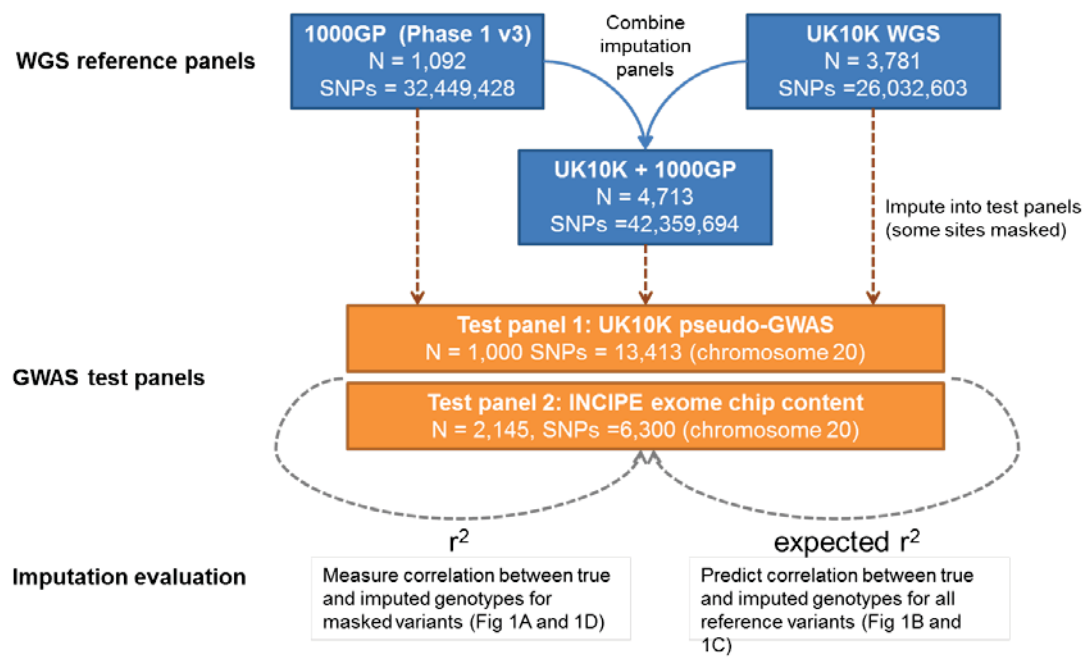 WGS reference panels
1000GP (Phase 1 v3)
N = 1,092
SNPs = 32,449,428
Combine
imputation
panels
UK10K WGS
N = 3,781
SNPs =26,032,603
UK10K + 1000GP
N = 4,713
SNPs =42,359,694
Impute into test panels
(some sites masked)
GWAS test panels
Test panel 1: UK10K pseudo-GWAS
N = 1,000 SNPs = 13,413 (chromosome 20)
Test panel 2: INCIPE exome chip content
N = 2,145, SNPs =6,300 (chromosome 20)
Imputation evaluation
r²
Measure correlation between true
and imputed genotypes for
masked variants (Fig 1A and 1D)
expected r²
Predict correlation between true
and imputed genotypes for all
reference variants (Fig 1B and
1C)